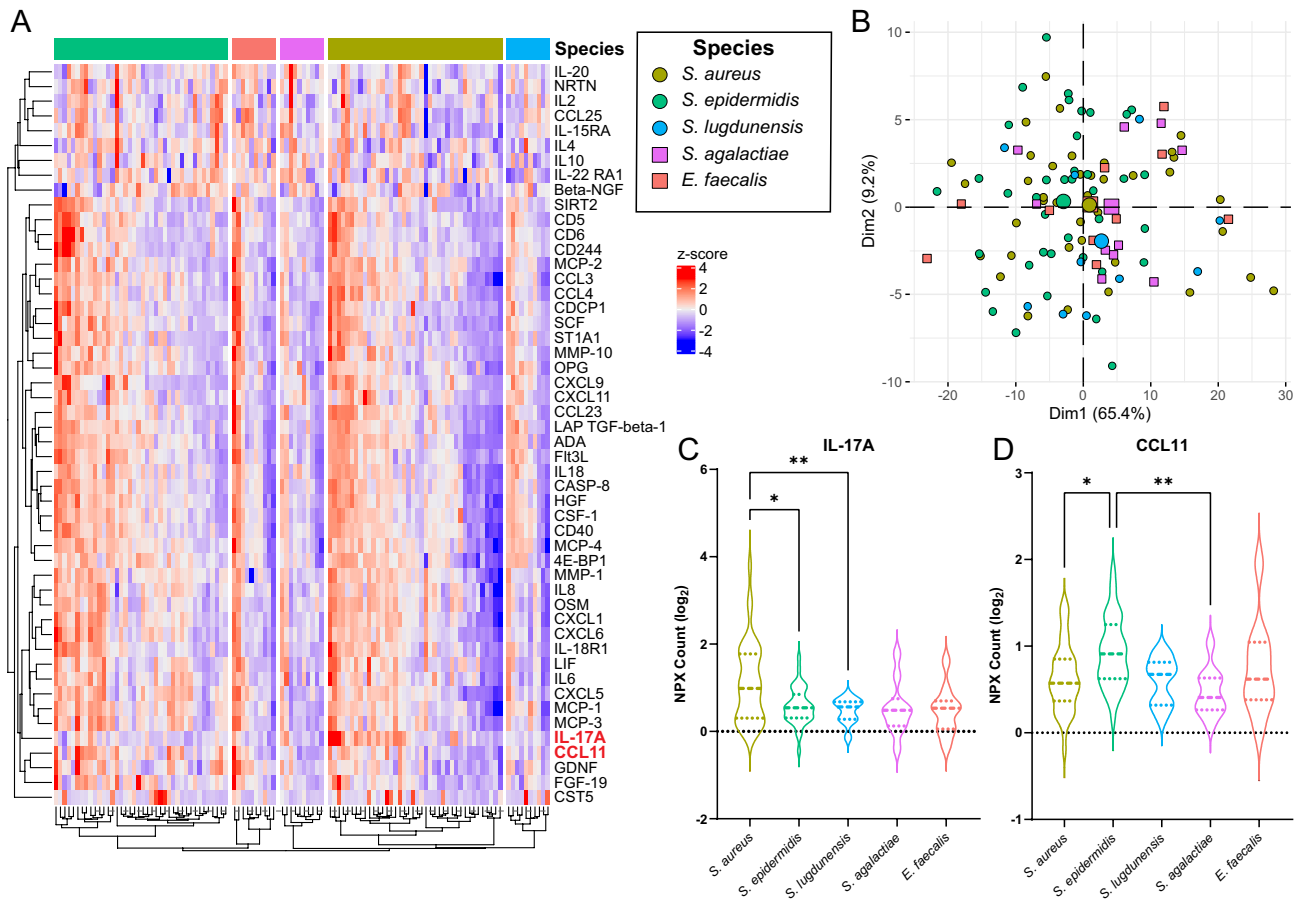 A
Species
IL-20
NRTN
IL2
CCL25
IL-15RA
IL4
IL10
IL-22 RA1
Beta-NGF
SIRT2
CD5
CD6
CD244
MCP-2
CCL3
CCL4
CDCP1
SCF
ST1A1
MMP-10
OPG
CXCL9
CXCL11
CCL23
LAP TGF-beta-1
ADA
Flt3L
IL18
CASP-8
HGF
CSF-1
CD40
MCP-4
4E-BP1
MMP-1
IL8
OSM
CXCL1
CXCL6
IL-18R1
LIF
IL6
CXCL5
MCP-1
MCP-3
IL-17A
CCL11
GDNF
FGF-19
CST5
Species
S. aureus
S. epidermidis
S. lugdunensis
S. agalactiae
E. faecalis
z-score
4
2
0
-2
-4
B
Dim2 (9.2%)
10
5
0
-5
-10
-20
-10
0
10
20
30
Dim1 (65.4%)
C
IL-17A
**
*
NPX Count (log2)
6
4
2
0
-2
S. aureus
S. epidermidis
S. lugdunensis
S. agalactiae
E. faecalis
D
CCL11
*
**
NPX Count (log2)
3
2
1
0
-1
S. aureus
S. epidermidis
S. lugdunensis
S. agalactiae
E. faecalis